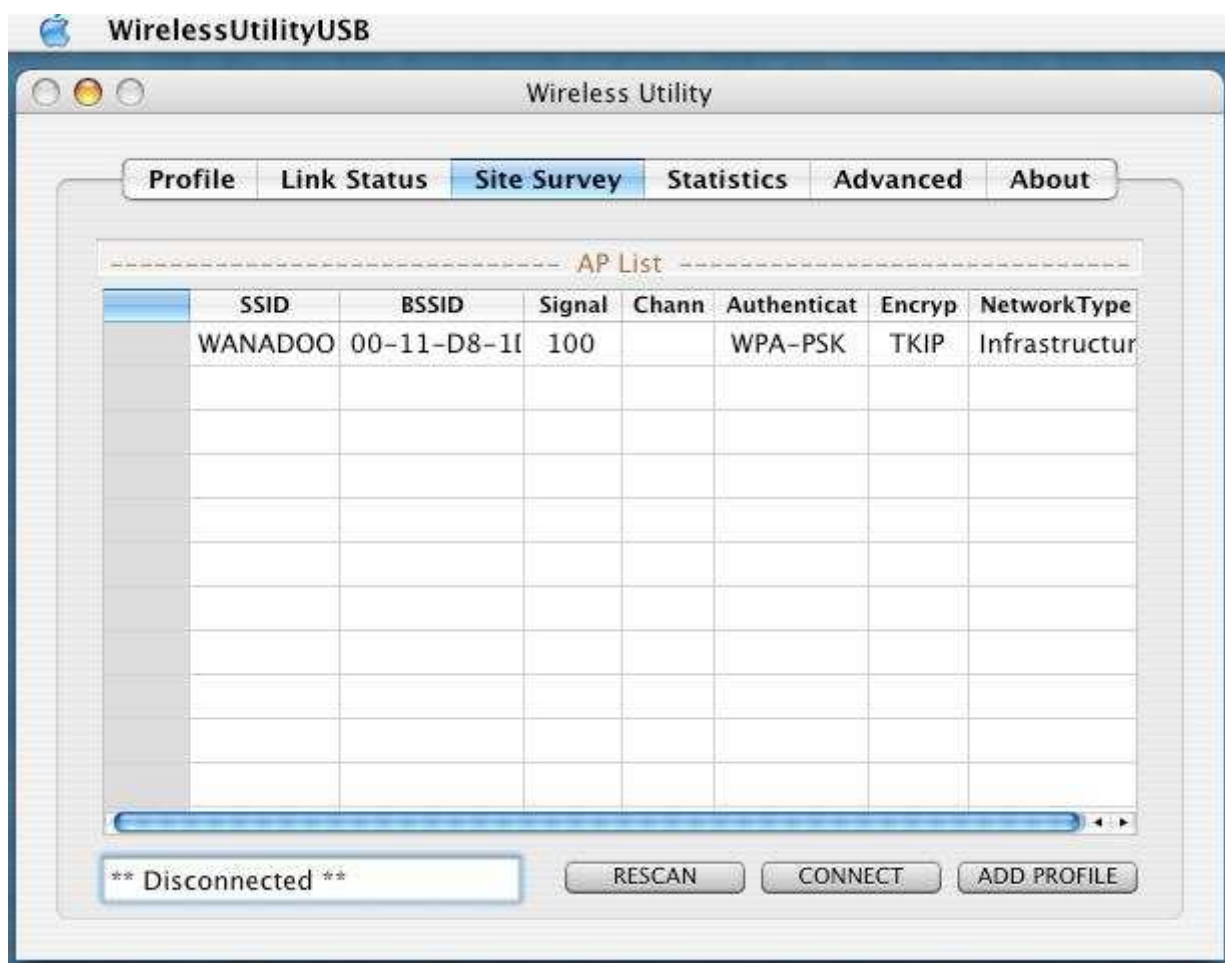 WirelessUtilityUSB
Wireless Utility
Profile Link Status Site Survey Statistics Advanced About
------------------------------ AP List ------------------------------
SSID BSSID Signal Chann Authenticat Encryp NetworkType
WANADOO 00-11-D8-1D 100 WPA-PSK TKIP Infrastructur
** Disconnected ** RESCAN CONNECT ADD PROFILE